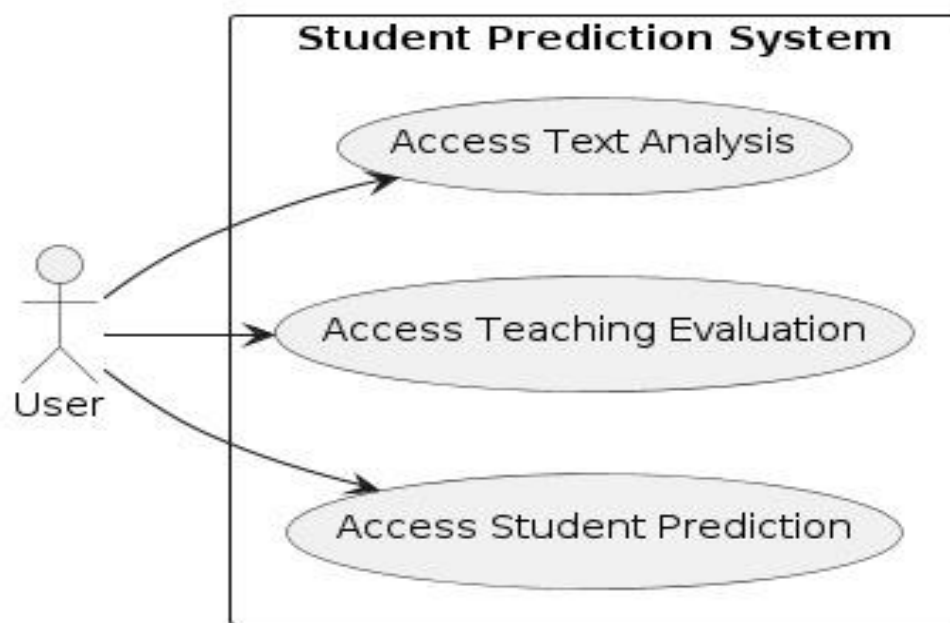 Student Prediction System
Access Text Analysis
Access Teaching Evaluation
User
Access Student Prediction